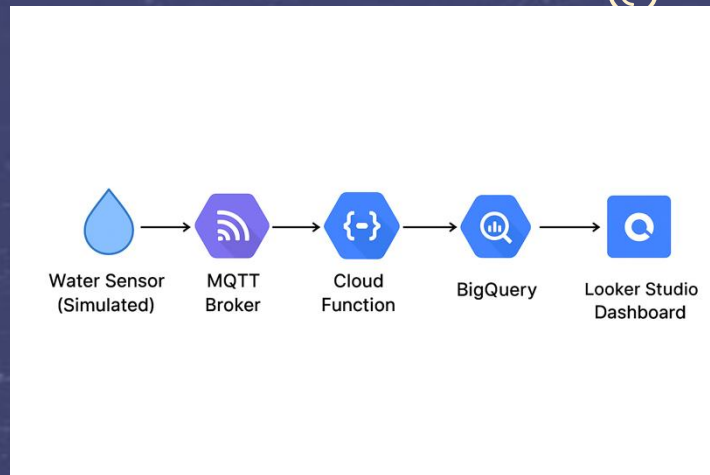 Water Sensor
(Simulated)
MQTT
Broker
Cloud
Function
BigQuery
Looker Studio
Dashboard